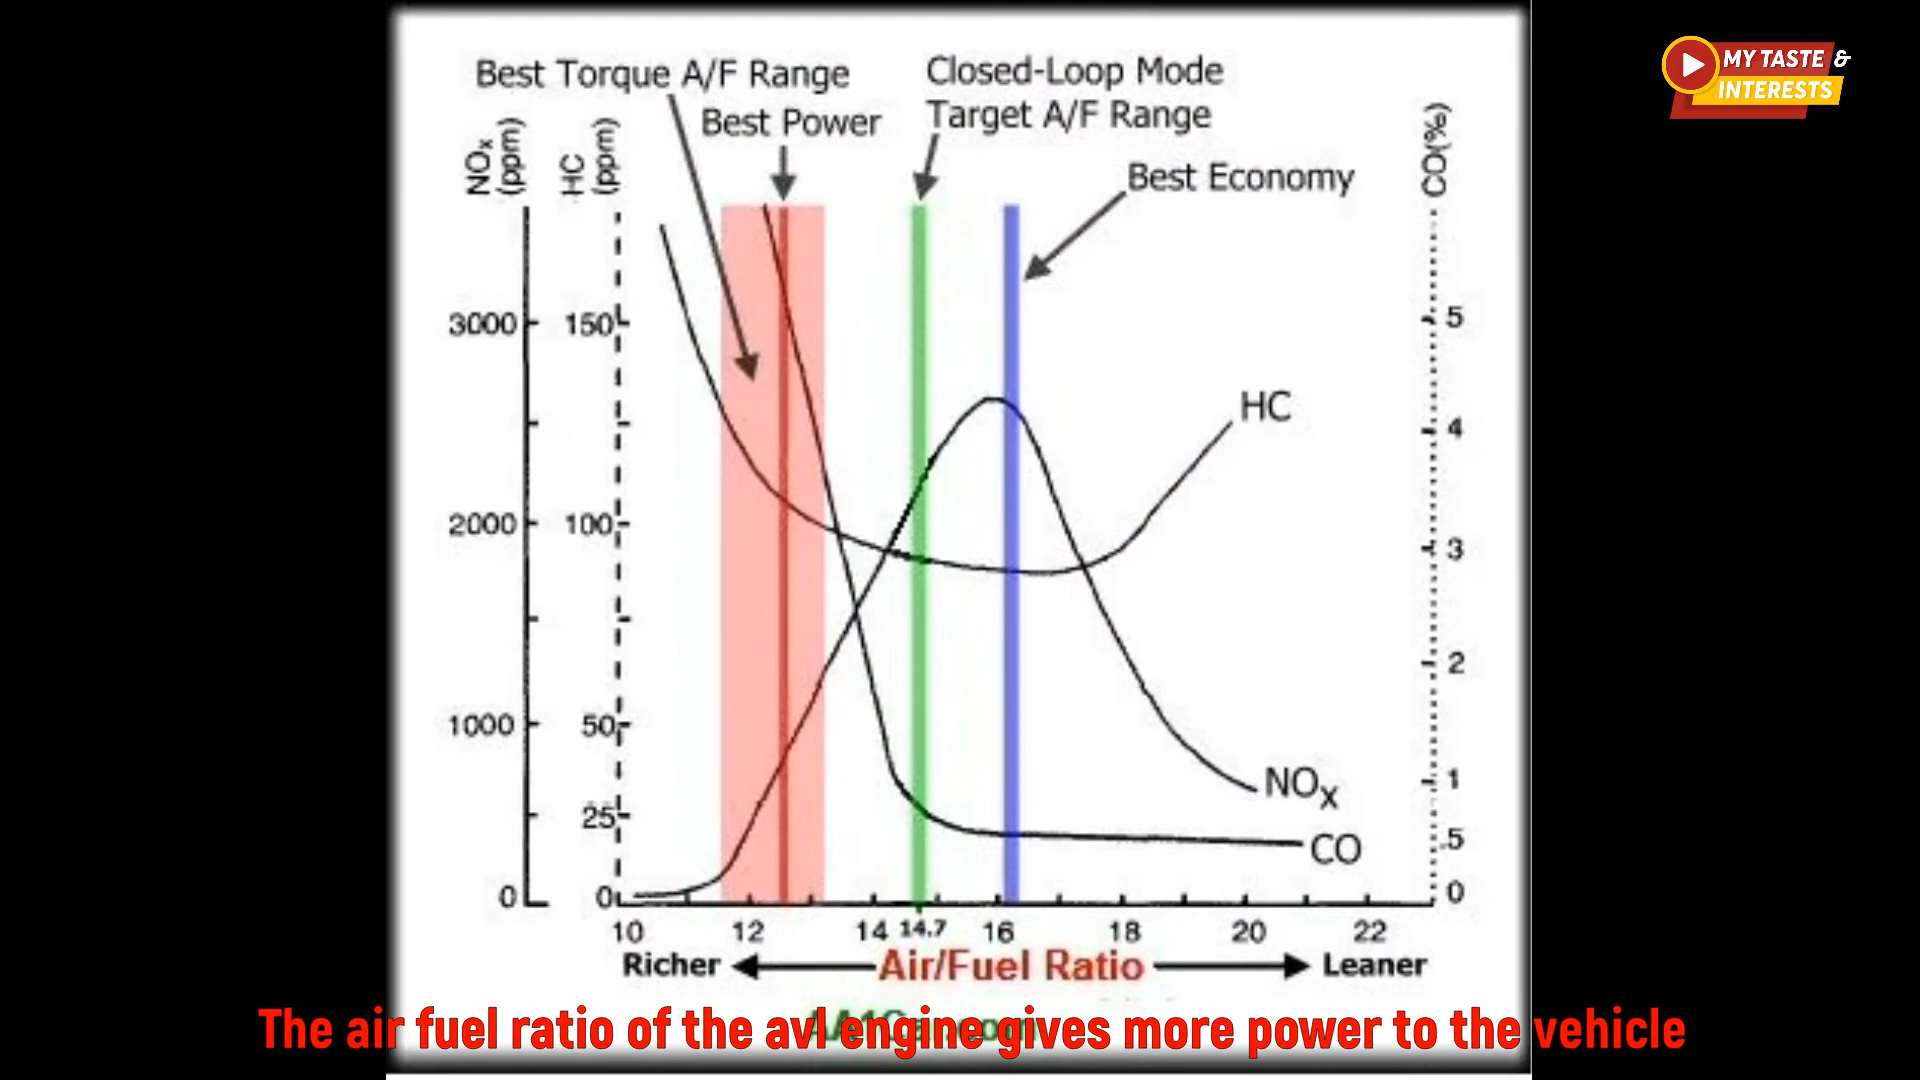 MY TASTE &
INTERESTS
Best Torque A/F Range
Best Power
Closed-Loop Mode
Target A/F Range
Best Economy
NOx
(ppm)
HC
(ppm)
CO(%)
3000
2000
1000
0
150
100
50
25
0
5
4
3
2
1
.5
0
HC
NOx
CO
10 12 14 14.7 16 18 20 22
Richer Air/Fuel Ratio Leaner
The air fuel ratio of the avl engine gives more power to the vehicle